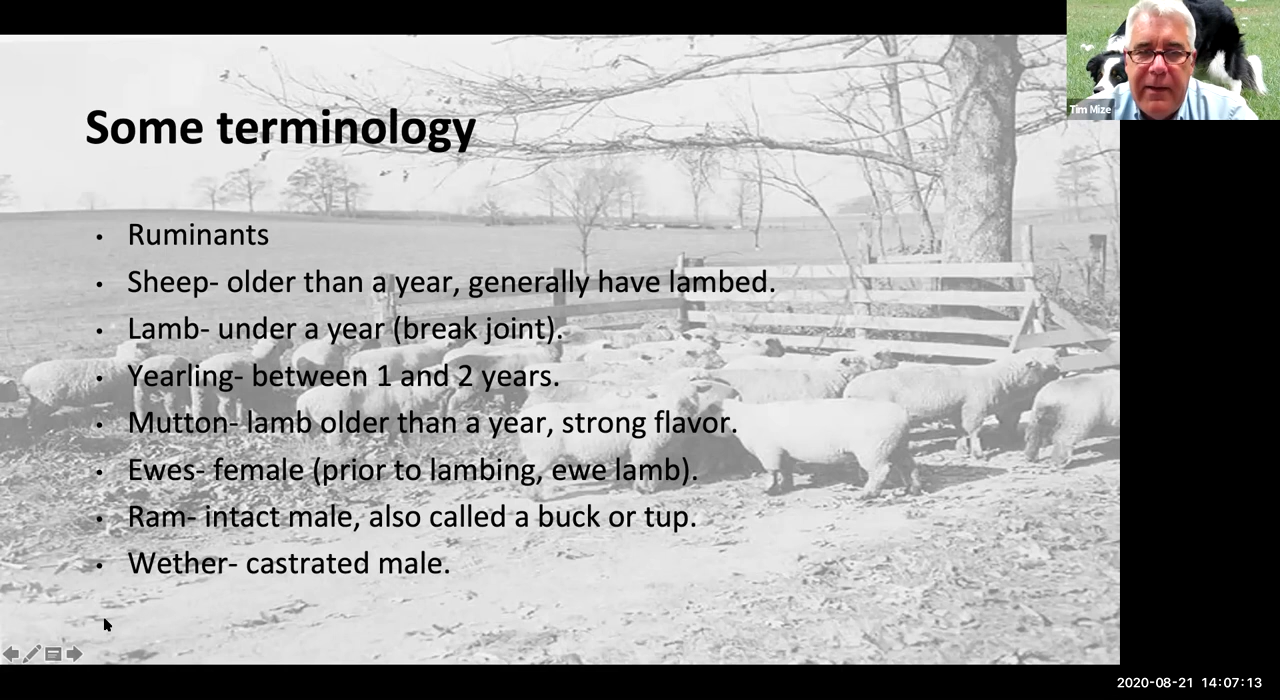 Tim Mize
Some terminology
• Ruminants
• Sheep- older than a year, generally have lambed.
• Lamb- under a year (break joint).
• Yearling- between 1 and 2 years.
• Mutton- lamb older than a year, strong flavor.
• Ewes- female (prior to lambing, ewe lamb).
• Ram- intact male, also called a buck or tup.
• Wether- castrated male.
2020-08-21 14:07:13